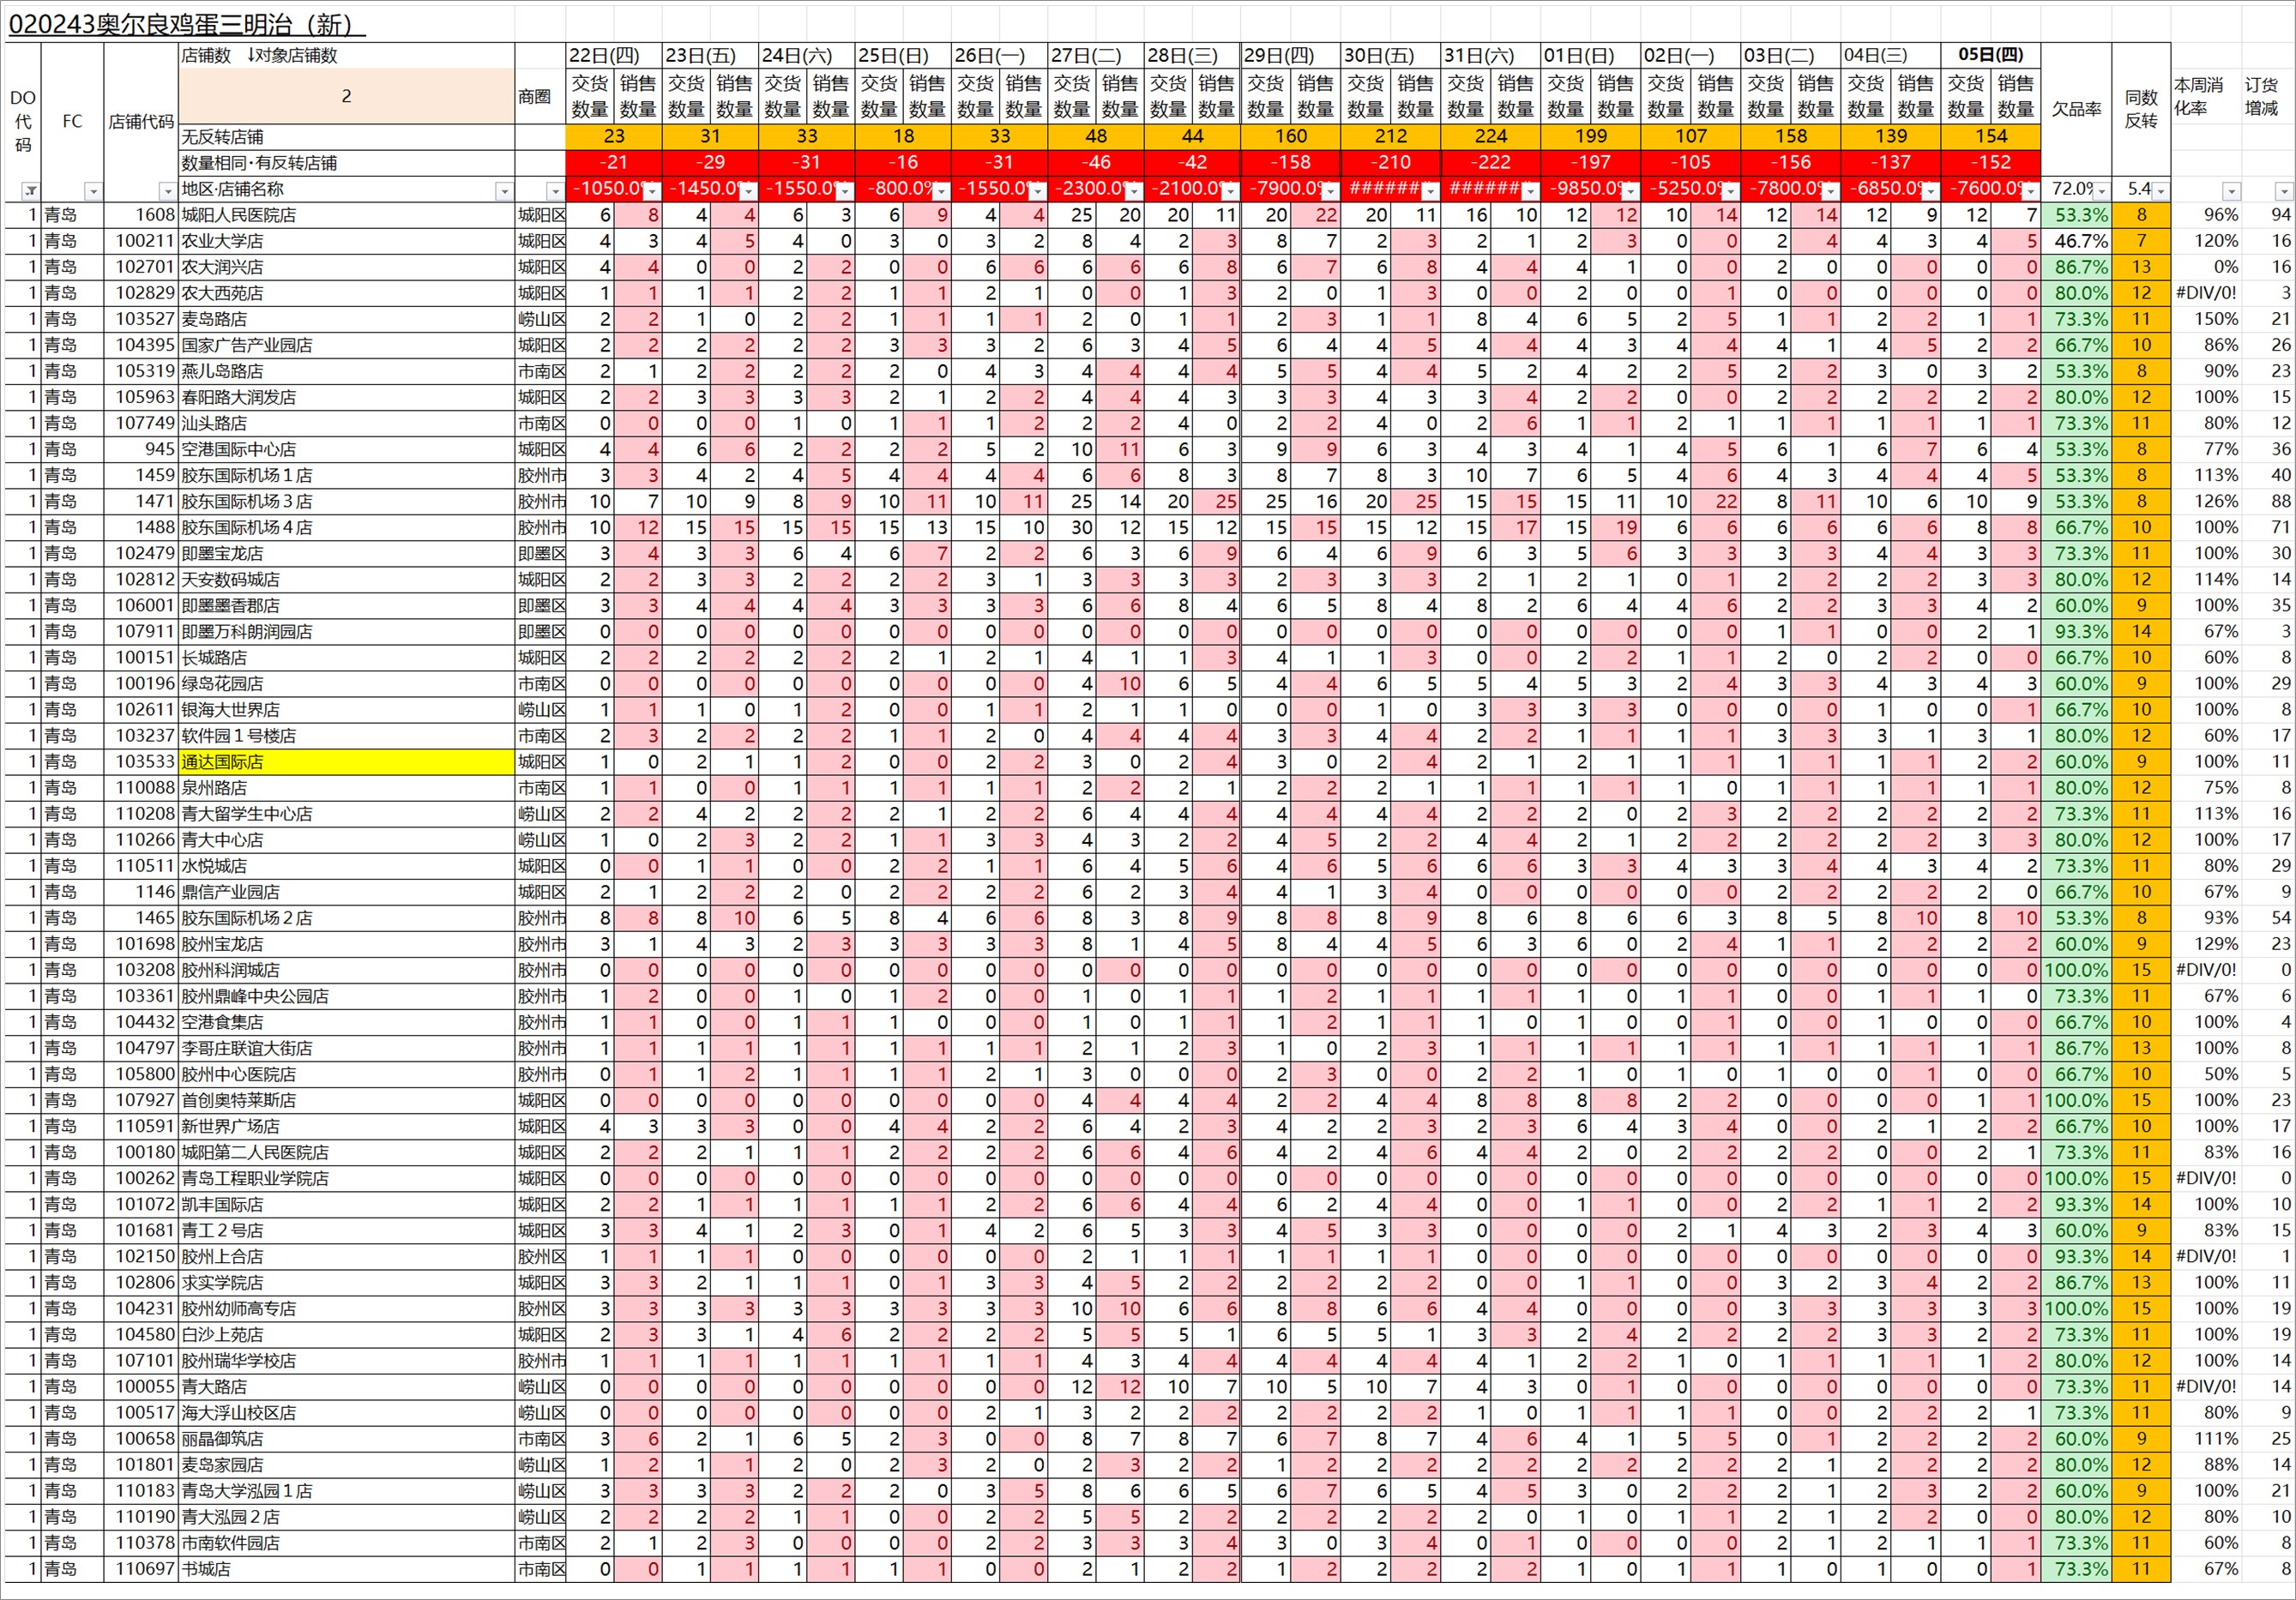 020243奥尔良鸡蛋三明治（新）
DO代码 FC 店铺代码 店铺数 ↓对象店铺数 商圈 22日(四) 23日(五) 24日(六) 25日(日) 26日(一) 27日(二) 28日(三) 29日(四) 30日(五) 31日(六) 01日(日) 02日(一) 03日(二) 04日(三) 05日(四) 欠品率 同数反转 本周消化率 订货增减
2 交货数量 销售数量 交货数量 销售数量 交货数量 销售数量 交货数量 销售数量 交货数量 销售数量 交货数量 销售数量 交货数量 销售数量 交货数量 销售数量 交货数量 销售数量 交货数量 销售数量 交货数量 销售数量 交货数量 销售数量 交货数量 销售数量 交货数量 销售数量 交货数量 销售数量
无反转店铺 23 31 33 18 33 48 44 160 212 224 199 107 158 139 154
数量相同·有反转店铺 -21 -29 -31 -16 -31 -46 -42 -158 -210 -222 -197 -105 -156 -137 -152
地区·店铺名称 -1050.0% -1450.0% -1550.0% -800.0% -1550.0% -2300.0% -2100.0% -7900.0% ####### ###### -9850.0% -5250.0% -7800.0% -6850.0% -7600.0% 72.0% 5.4
1 青岛 1608 城阳人民医院店 城阳区 6 8 4 4 6 3 6 9 4 4 25 20 20 11 20 22 20 11 16 10 12 12 10 14 12 14 12 9 12 7 53.3% 8 96% 94
1 青岛 100211 农业大学店 城阳区 4 3 4 5 4 0 3 0 3 2 8 4 2 3 8 7 2 3 2 1 2 3 0 0 2 4 4 3 4 5 46.7% 7 120% 16
1 青岛 102701 农大润兴店 城阳区 4 4 0 0 2 2 0 0 6 6 6 6 6 8 6 7 6 8 4 4 4 1 0 0 2 0 0 0 0 0 86.7% 13 0% 16
1 青岛 102829 农大西苑店 城阳区 1 1 1 1 2 2 1 1 2 1 0 0 1 3 2 0 1 3 0 0 2 0 0 1 0 0 0 0 0 0 80.0% 12 #DIV/0! 3
1 青岛 103527 麦岛路店 崂山区 2 2 1 0 2 2 1 1 1 1 2 0 1 1 2 3 1 1 8 4 6 5 2 5 1 1 2 2 1 1 73.3% 11 150% 21
1 青岛 104395 国家广告产业园店 城阳区 2 2 2 2 2 2 3 3 3 2 6 3 4 5 6 4 4 5 4 4 4 3 4 4 4 1 4 5 2 2 66.7% 10 86% 26
1 青岛 105319 燕儿岛路店 市南区 2 1 2 2 2 2 2 0 4 3 4 4 4 4 5 5 4 4 5 2 4 2 2 5 2 2 3 0 3 2 53.3% 8 90% 23
1 青岛 105963 春阳路大润发店 城阳区 2 2 3 3 3 3 2 1 2 2 4 4 4 3 3 3 4 3 3 4 2 2 0 0 2 2 2 2 2 2 80.0% 12 100% 15
1 青岛 107749 汕头路店 市南区 0 0 0 0 1 0 1 1 1 2 2 2 4 0 2 2 4 0 2 6 1 1 2 1 1 1 1 1 1 1 73.3% 11 80% 12
1 青岛 945 空港国际中心店 城阳区 4 4 6 6 2 2 2 2 5 2 10 11 6 3 9 9 6 3 4 3 4 1 4 5 6 1 6 7 6 4 53.3% 8 77% 36
1 青岛 1459 胶东国际机场１店 胶州市 3 3 4 2 4 5 4 4 4 4 6 6 8 3 8 7 8 3 10 7 6 5 4 6 4 3 4 4 4 5 53.3% 8 113% 40
1 青岛 1471 胶东国际机场３店 胶州市 10 7 10 9 8 9 10 11 10 11 25 14 20 25 25 16 20 25 15 15 15 11 10 22 8 11 10 6 10 9 53.3% 8 126% 88
1 青岛 1488 胶东国际机场４店 胶州市 10 12 15 15 15 15 15 13 15 10 30 12 15 12 15 15 15 12 15 17 15 19 6 6 6 6 6 6 8 8 66.7% 10 100% 71
1 青岛 102479 即墨宝龙店 即墨区 3 4 3 3 6 4 6 7 2 2 6 3 6 9 6 4 6 9 6 3 5 6 3 3 3 3 4 4 3 3 73.3% 11 100% 30
1 青岛 102812 天安数码城店 城阳区 2 2 3 3 2 2 2 2 3 1 3 3 3 3 2 3 3 3 2 1 2 1 0 1 2 2 2 2 3 3 80.0% 12 114% 14
1 青岛 106001 即墨墨香郡店 即墨区 3 3 4 4 4 4 3 3 3 3 6 6 8 4 6 5 8 4 8 2 6 4 4 6 2 2 3 3 4 2 60.0% 9 100% 35
1 青岛 107911 即墨万科朗润园店 即墨区 0 0 0 0 0 0 0 0 0 0 0 0 0 0 0 0 0 0 0 0 0 0 0 0 1 1 0 0 2 1 93.3% 14 67% 3
1 青岛 100151 长城路店 城阳区 2 2 2 2 2 2 2 1 2 1 4 1 1 3 4 1 1 3 0 0 2 2 1 1 2 0 2 2 0 0 66.7% 10 60% 8
1 青岛 100196 绿岛花园店 市南区 0 0 0 0 0 0 0 0 0 0 4 10 6 5 4 4 6 5 5 4 5 3 2 4 3 3 4 3 4 3 60.0% 9 100% 29
1 青岛 102611 银海大世界店 崂山区 1 1 1 0 1 2 0 0 1 1 2 1 1 0 0 0 1 0 3 3 3 3 0 0 0 0 1 0 0 1 66.7% 10 100% 8
1 青岛 103237 软件园１号楼店 市南区 2 3 2 2 2 2 1 1 2 0 4 4 4 4 3 3 4 4 2 2 1 1 1 1 3 3 3 1 3 1 80.0% 12 60% 17
1 青岛 103533 通达国际店 城阳区 1 0 2 1 1 2 0 0 2 2 3 0 2 4 3 0 2 4 2 1 2 1 1 1 1 1 1 1 2 2 60.0% 9 100% 11
1 青岛 110088 泉州路店 市南区 1 1 0 0 1 1 1 1 1 1 2 2 2 1 2 2 2 1 1 1 1 1 1 0 1 1 1 1 1 1 80.0% 12 75% 8
1 青岛 110208 青大留学生中心店 崂山区 2 2 4 2 2 2 2 1 2 2 6 4 4 4 4 4 4 4 2 2 2 0 2 3 2 2 2 2 2 2 73.3% 11 113% 16
1 青岛 110266 青大中心店 崂山区 1 0 2 3 2 2 1 1 3 3 4 3 2 2 4 5 2 2 4 4 2 1 2 2 2 2 2 2 3 3 80.0% 12 100% 17
1 青岛 110511 水悦城店 城阳区 0 0 1 1 0 0 2 2 1 1 6 4 5 6 4 6 5 6 6 6 3 3 4 3 3 4 4 3 4 2 73.3% 11 80% 29
1 青岛 1146 鼎信产业园店 城阳区 2 1 2 2 2 0 2 2 2 2 6 2 3 4 4 1 3 4 0 0 0 0 0 0 2 2 2 2 2 0 66.7% 10 67% 9
1 青岛 1465 胶东国际机场２店 胶州市 8 8 8 10 6 5 8 4 6 6 8 3 8 9 8 8 8 9 8 6 8 6 6 3 8 5 8 10 8 10 53.3% 8 93% 54
1 青岛 101698 胶州宝龙店 胶州市 3 1 4 3 2 3 3 3 3 3 8 1 4 5 8 4 4 5 6 3 6 0 2 4 1 1 2 2 2 2 60.0% 9 129% 23
1 青岛 103208 胶州科润城店 胶州市 0 0 0 0 0 0 0 0 0 0 0 0 0 0 0 0 0 0 0 0 0 0 0 0 0 0 0 0 0 0 100.0% 15 #DIV/0! 0
1 青岛 103361 胶州鼎峰中央公园店 胶州市 1 2 0 0 1 0 1 2 0 0 1 0 1 1 1 2 1 1 1 1 1 0 1 1 0 0 1 1 1 0 73.3% 11 67% 6
1 青岛 104432 空港食集店 胶州市 1 1 0 0 1 1 1 0 0 0 1 0 1 1 1 2 1 1 1 0 1 0 0 1 0 0 1 0 0 0 66.7% 10 100% 4
1 青岛 104797 李哥庄联谊大街店 胶州市 1 1 1 1 1 1 1 1 1 1 2 1 2 3 1 0 2 3 1 1 1 1 1 1 1 1 1 1 1 1 86.7% 13 100% 8
1 青岛 105800 胶州中心医院店 胶州市 0 1 1 2 1 1 1 1 2 1 3 0 0 0 2 3 0 0 2 2 1 0 1 0 1 0 0 1 0 0 66.7% 10 50% 5
1 青岛 107927 首创奥特莱斯店 城阳区 0 0 0 0 0 0 0 0 0 0 4 4 4 4 2 2 4 4 8 8 8 8 2 2 0 0 0 0 1 1 100.0% 15 100% 23
1 青岛 110591 新世界广场店 城阳区 4 3 3 3 0 0 4 4 2 2 6 4 2 3 4 2 2 3 2 3 6 4 3 4 0 0 2 1 2 2 66.7% 10 100% 17
1 青岛 100180 城阳第二人民医院店 城阳区 2 2 2 1 1 1 2 2 2 2 6 6 4 6 4 2 4 6 4 4 2 0 2 2 2 2 0 0 2 1 73.3% 11 83% 16
1 青岛 100262 青岛工程职业学院店 城阳区 0 0 0 0 0 0 0 0 0 0 0 0 0 0 0 0 0 0 0 0 0 0 0 0 0 0 0 0 0 0 100.0% 15 #DIV/0! 0
1 青岛 101072 凯丰国际店 城阳区 2 2 1 1 1 1 1 1 2 2 6 6 4 4 6 2 4 4 0 0 1 1 0 0 2 2 1 1 2 2 93.3% 14 100% 10
1 青岛 101681 青工２号店 城阳区 3 3 4 1 2 3 0 1 4 2 6 5 3 3 4 5 3 3 0 0 0 0 2 1 4 3 2 3 4 3 60.0% 9 83% 15
1 青岛 102150 胶州上合店 胶州区 1 1 1 1 0 0 0 0 0 0 2 1 1 1 1 1 1 1 0 0 0 0 0 0 0 0 0 0 0 0 93.3% 14 #DIV/0! 1
1 青岛 102806 求实学院店 城阳区 3 3 2 1 1 1 0 1 3 3 4 5 2 2 2 2 2 2 0 0 1 1 0 0 3 2 3 4 2 2 86.7% 13 100% 11
1 青岛 104231 胶州幼师高专店 胶州区 3 3 3 3 3 3 3 3 3 3 10 10 6 6 8 8 6 6 4 4 0 0 0 0 3 3 3 3 3 3 100.0% 15 100% 19
1 青岛 104580 白沙上苑店 城阳区 2 3 3 1 4 6 2 2 2 2 5 5 5 1 6 5 5 1 3 3 2 4 2 2 2 2 3 3 2 2 73.3% 11 100% 19
1 青岛 107101 胶州瑞华学校店 胶州市 1 1 1 1 1 1 1 1 1 1 4 3 4 4 4 4 4 4 4 1 2 2 1 0 1 1 1 1 1 2 80.0% 12 100% 14
1 青岛 100055 青大路店 崂山区 0 0 0 0 0 0 0 0 0 0 12 12 10 7 10 5 10 7 4 3 0 1 0 0 0 0 0 0 0 0 73.3% 11 #DIV/0! 14
1 青岛 100517 海大浮山校区店 崂山区 0 0 0 0 0 0 0 0 2 1 3 2 2 2 2 2 2 2 1 0 1 1 1 1 0 0 2 2 2 1 73.3% 11 80% 9
1 青岛 100658 丽晶御筑店 市南区 3 6 2 1 6 5 2 3 0 0 8 7 8 7 6 7 8 7 4 6 4 1 5 5 0 1 2 2 2 2 60.0% 9 111% 25
1 青岛 101801 麦岛家园店 崂山区 1 2 1 1 2 0 2 3 2 0 2 3 2 2 1 2 2 2 2 2 2 2 2 2 2 1 2 2 2 2 80.0% 12 88% 14
1 青岛 110183 青岛大学泓园１店 崂山区 3 3 3 3 2 2 2 0 3 5 8 6 6 5 6 7 6 5 4 5 3 0 2 2 2 1 2 3 2 2 60.0% 9 100% 21
1 青岛 110190 青大泓园２店 崂山区 2 2 2 2 1 1 0 0 2 2 5 5 2 2 2 2 2 2 2 0 1 0 1 1 2 1 2 2 0 0 80.0% 12 80% 10
1 青岛 110378 市南软件园店 市南区 2 1 2 3 0 0 0 0 2 2 3 3 3 4 3 0 3 4 0 1 0 0 0 0 2 1 2 1 1 1 73.3% 11 60% 8
1 青岛 110697 书城店 市南区 0 0 1 1 1 1 1 1 0 0 2 1 2 2 1 2 2 2 2 2 1 0 1 1 1 0 1 0 0 1 73.3% 11 67% 8